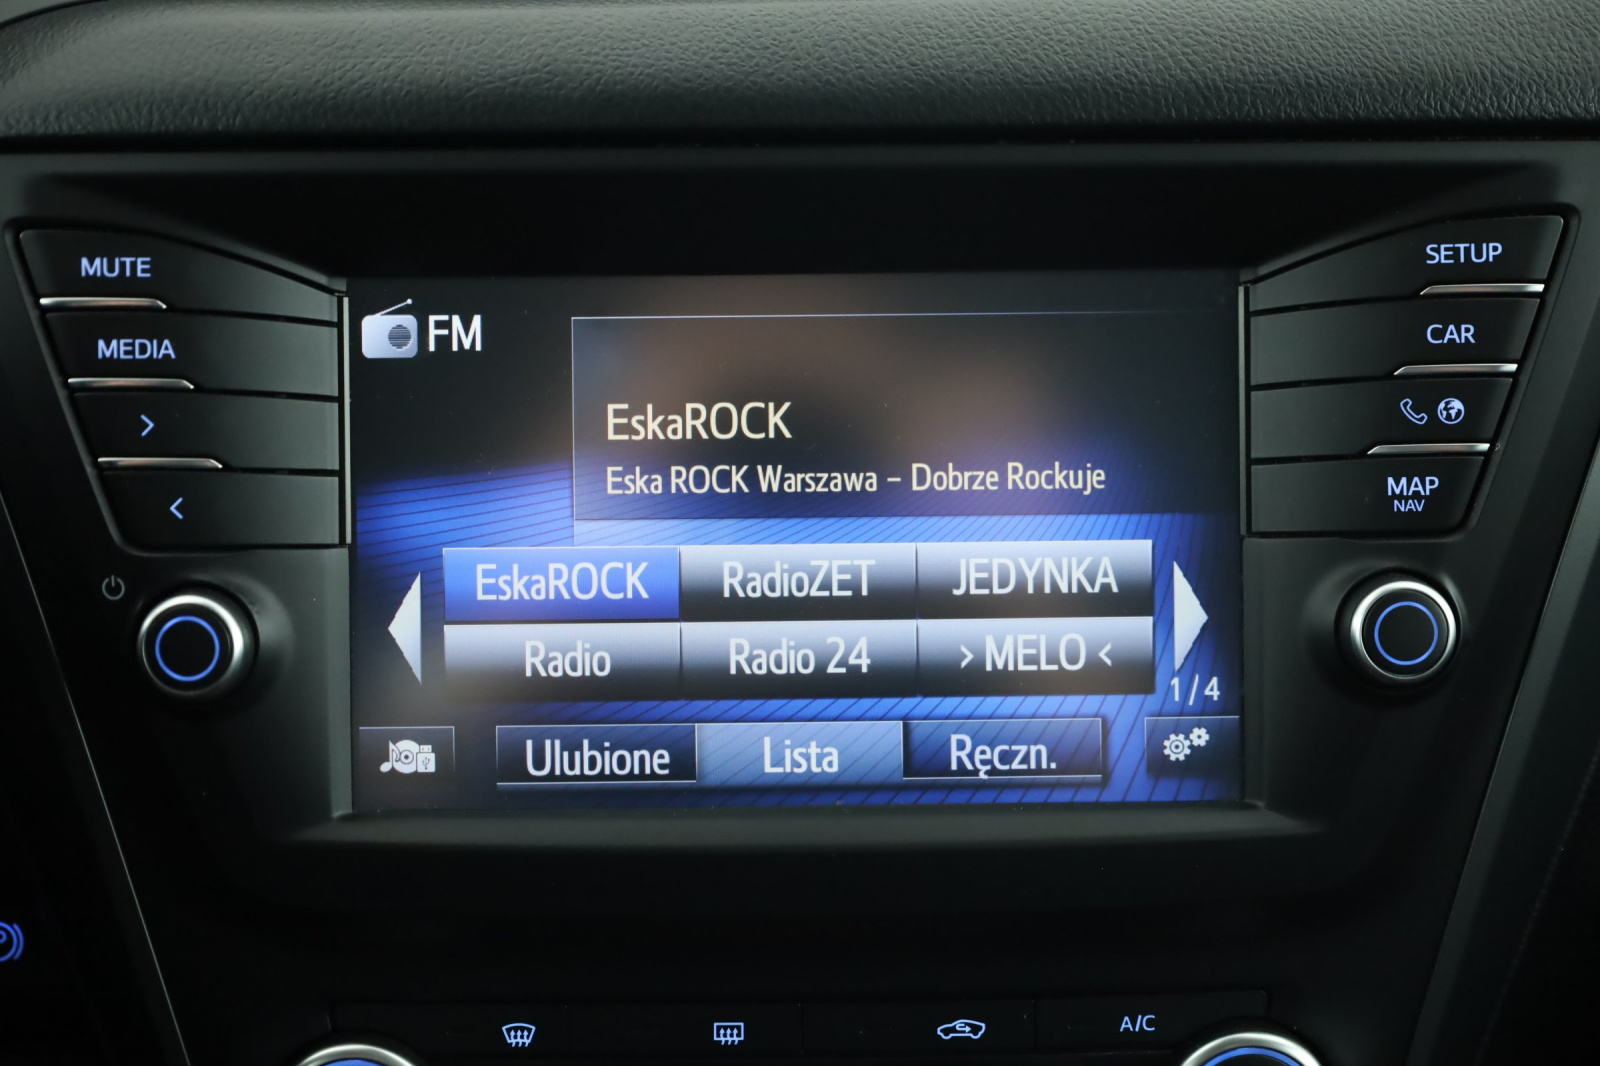 MUTE
MEDIA
SETUP
CAR
MAP
NAV
FM
EskaROCK
Eska ROCK Warszawa – Dobrze Rockuje
EskaROCK RadioZET JEDYNKA
Radio Radio 24 > MELO <
1/4
Ulubione Lista Ręczn.
A/C